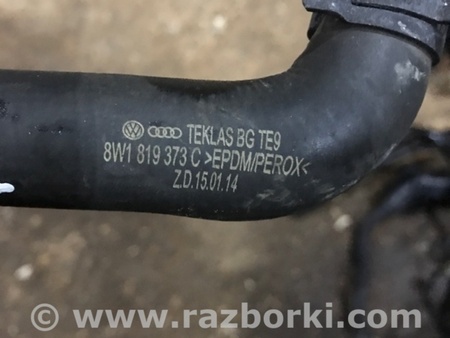 TEKLAS BG TE9
8W1 819 373 C >EPDM/PEROX<
Z.D.15.01.14
© www.razborki.com